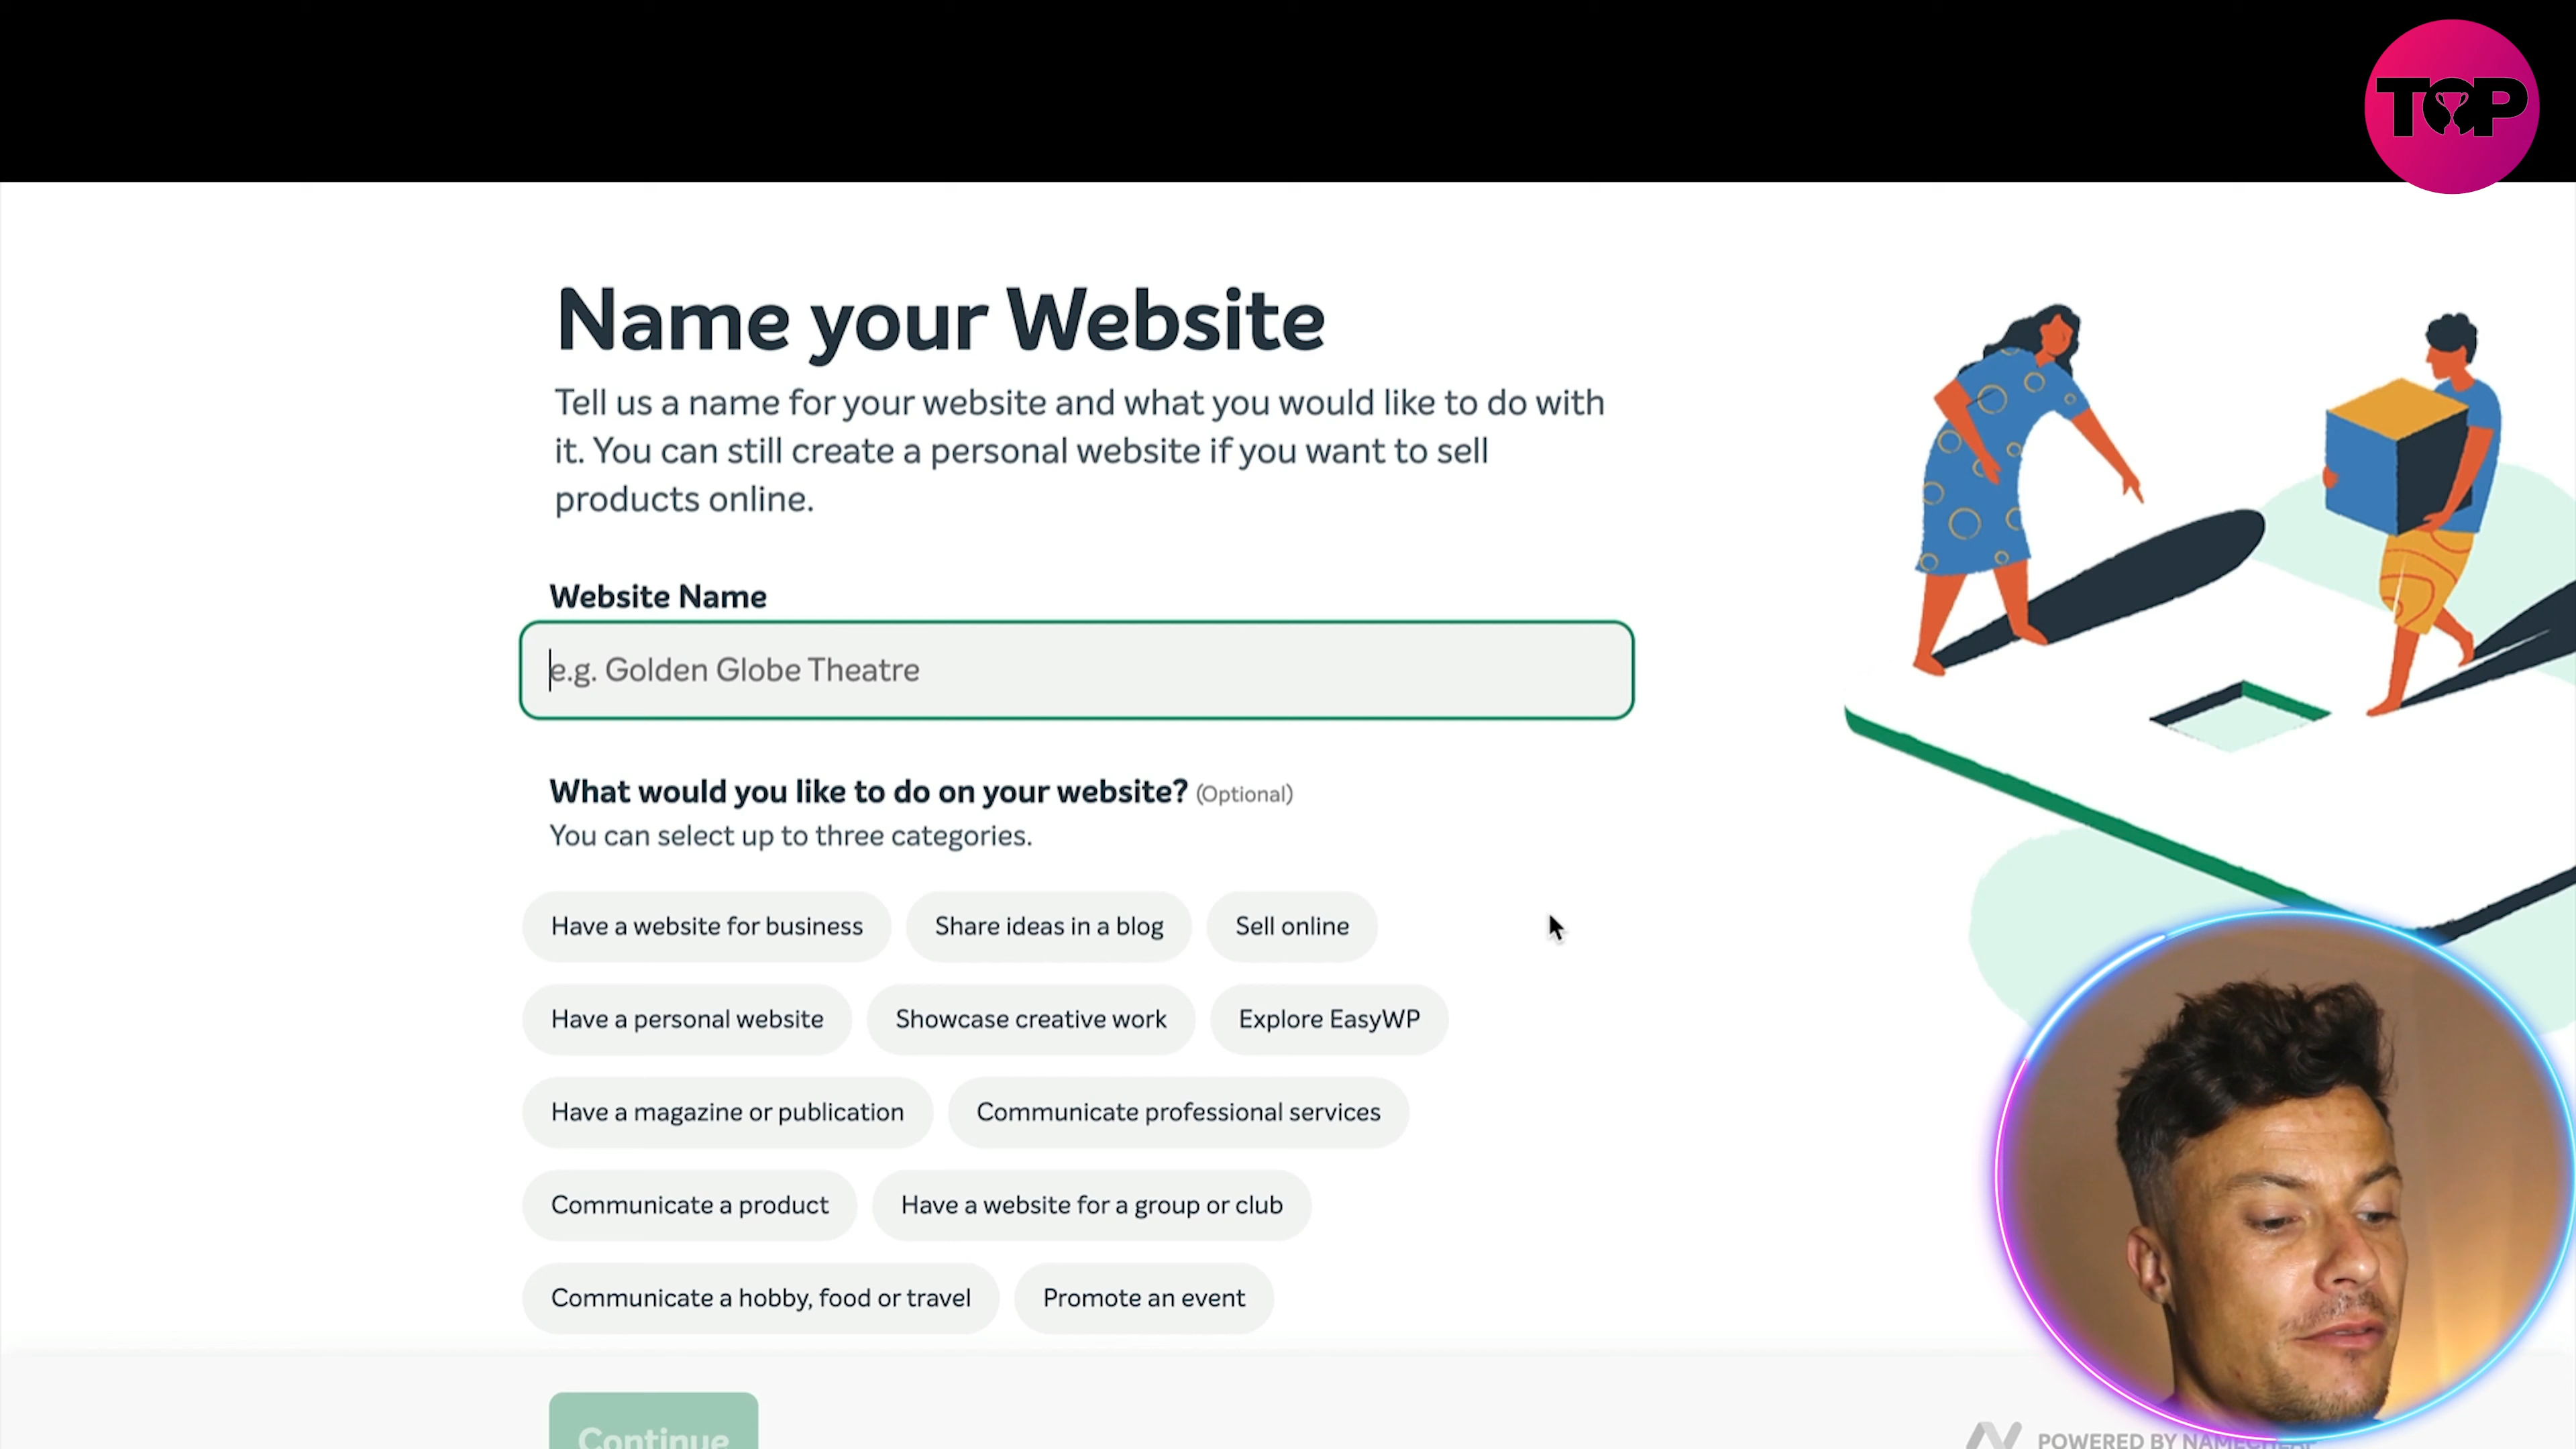 TOP
Name your Website
Tell us a name for your website and what you would like to do with
it. You can still create a personal website if you want to sell
products online.
Website Name
e.g. Golden Globe Theatre
What would you like to do on your website? (Optional)
You can select up to three categories.
Have a website for business
Share ideas in a blog
Sell online
Have a personal website
Showcase creative work
Explore EasyWP
Have a magazine or publication
Communicate professional services
Communicate a product
Have a website for a group or club
Communicate a hobby, food or travel
Promote an event
Continue
POWERED BY NAMECHEAP